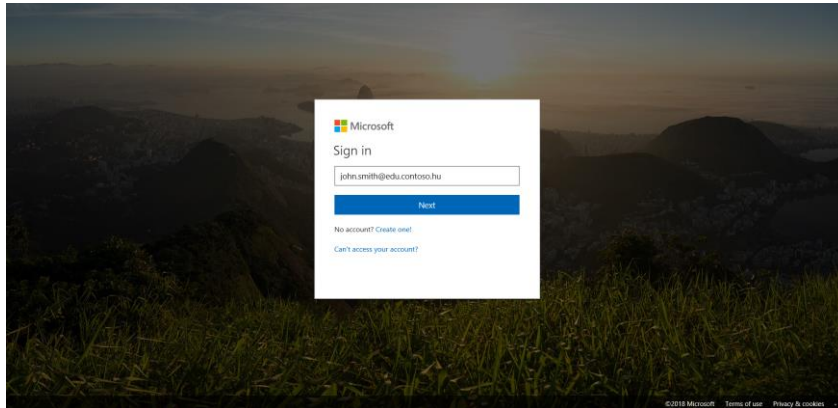 Microsoft
Sign in
john.smith@edu.contoso.hu
Next
No account? Create one!
Can't access your account?
©2018 Microsoft Terms of use Privacy & cookies